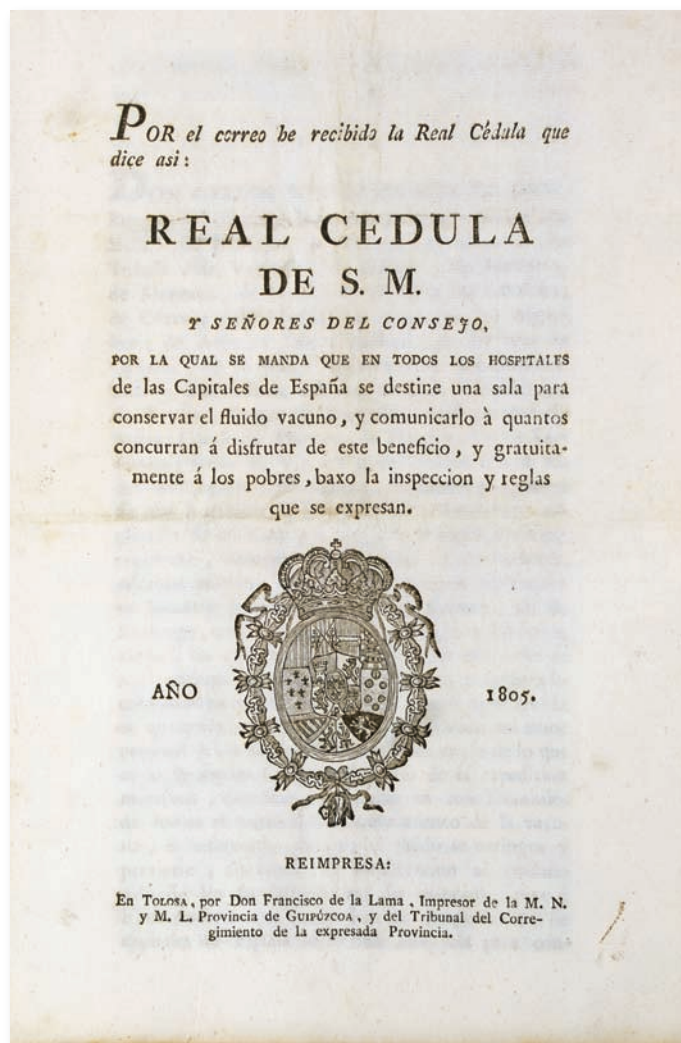 POR el correo he recibido la Real Cédula que
dice asi:
REAL CEDULA
DE S. M.
Y SEÑORES DEL CONSEJO,
POR LA QUAL SE MANDA QUE EN TODOS LOS HOSPITALES
de las Capitales de España se destine una sala para
conservar el fluido vacuno, y comunicarlo à quantos
concurran á disfrutar de este beneficio, y gratuita-
mente á los pobres, baxo la inspeccion y reglas
que se expresan.
AÑO 1805.
REIMPRESA:
En TOLOSA, por Don Francisco de la Lama, Impresor de la M. N.
y M. L. Provincia de GUIPÚZCOA, y del Tribunal del Corre-
gimiento de la expresada Provincia.